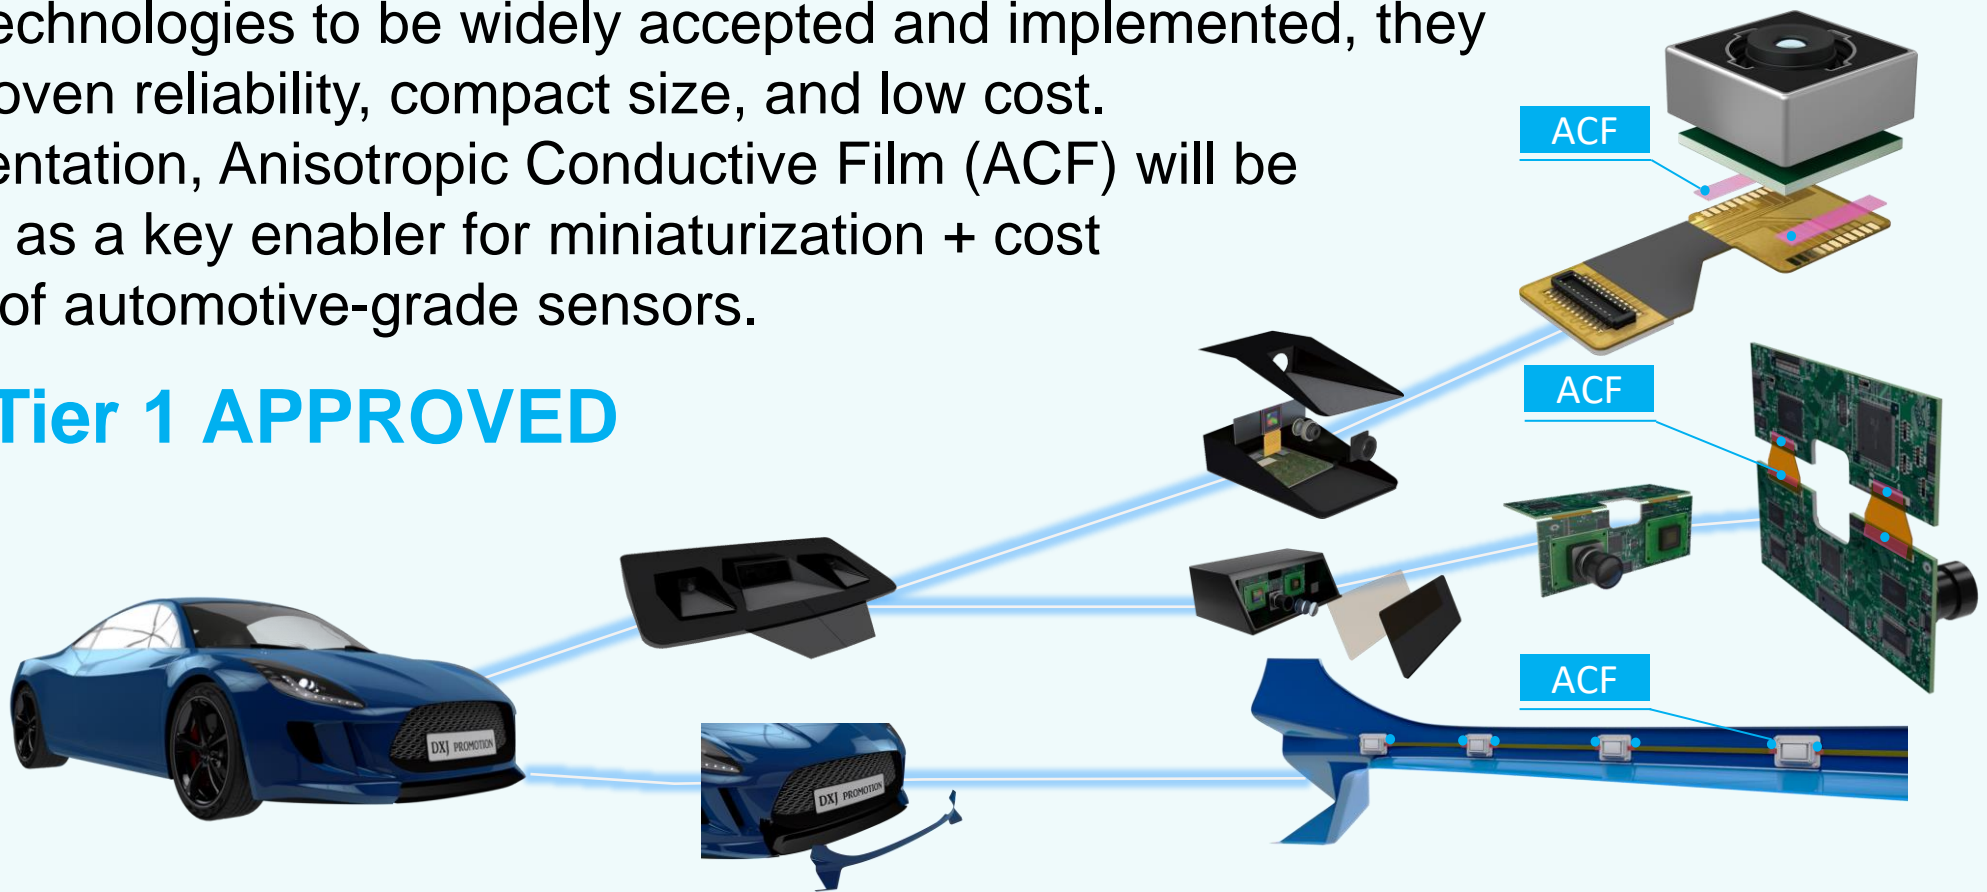 echnologies to be widely accepted and implemented, they
oven reliability, compact size, and low cost.
entation, Anisotropic Conductive Film (ACF) will be
as a key enabler for miniaturization + cost
of automotive-grade sensors.
Tier 1 APPROVED
ACF
ACF
ACF
DXJ PROMOTION
DXJ PROMOTION